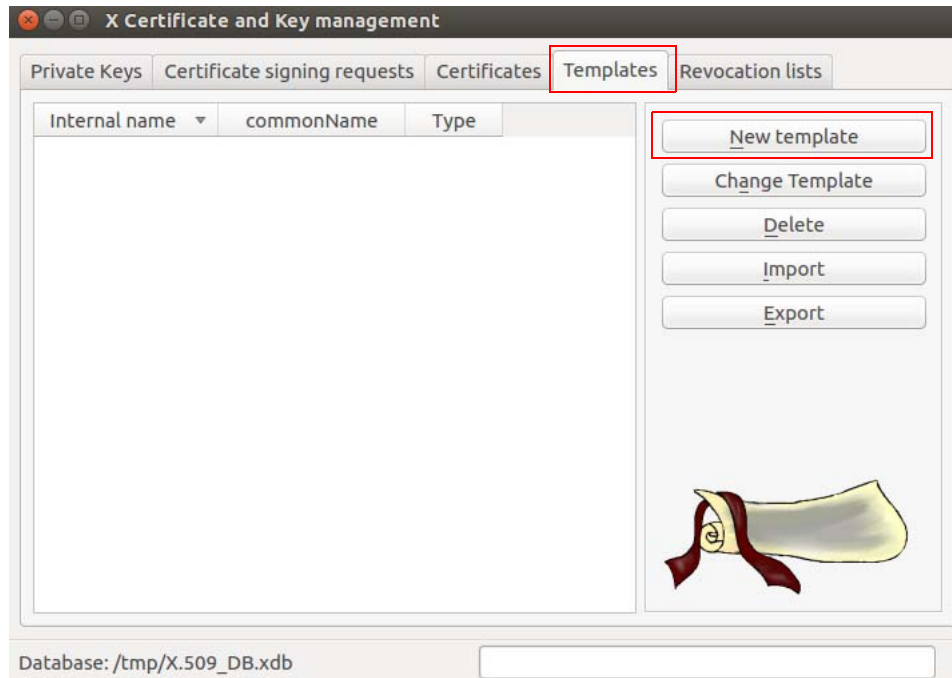 X Certificate and Key management
Private Keys Certificate signing requests Certificates Templates Revocation lists
Internal name commonName Type
New template
Change Template
Delete
Import
Export
Database: /tmp/X.509_DB.xdb